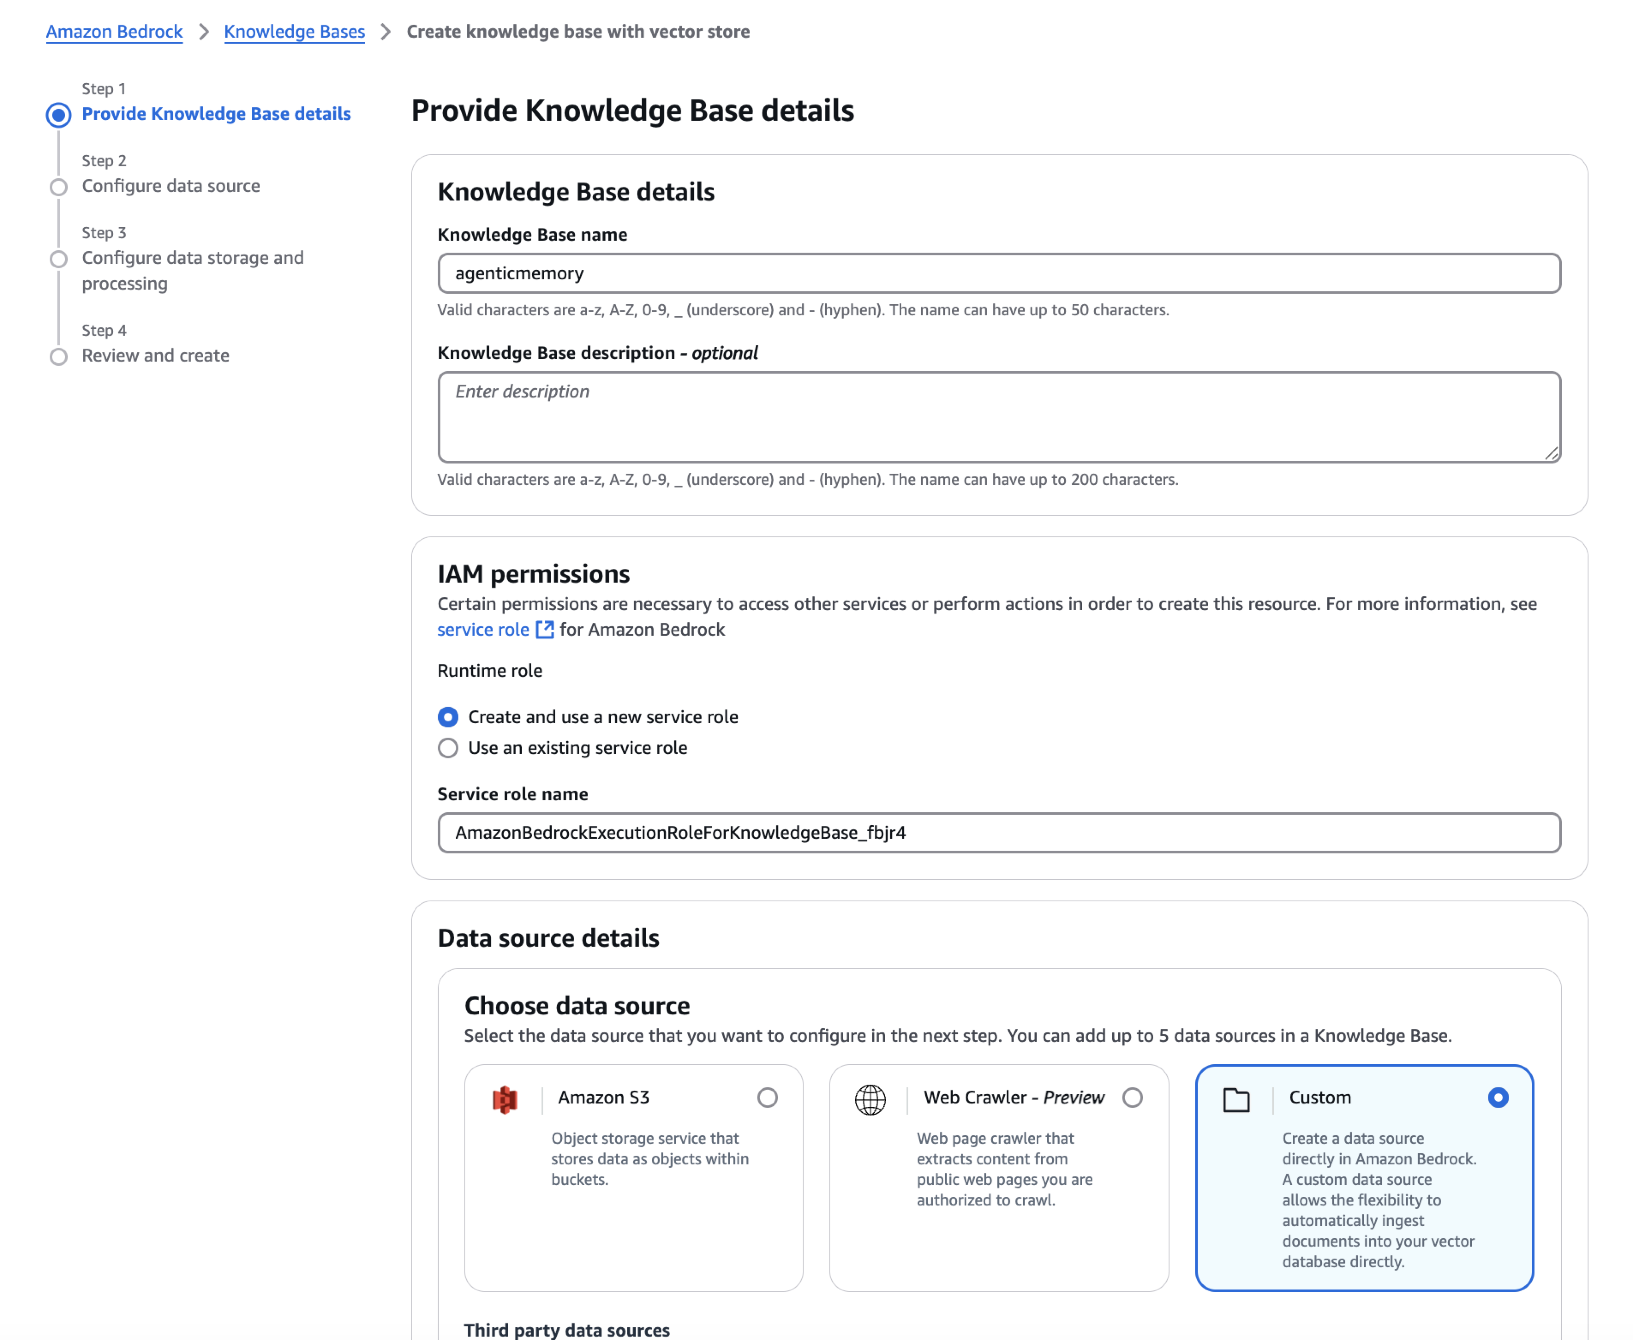 Amazon Bedrock > Knowledge Bases > Create knowledge base with vector store
Step 1
Provide Knowledge Base details
Step 2
Configure data source
Step 3
Configure data storage and
processing
Step 4
Review and create
Provide Knowledge Base details
Knowledge Base details
Knowledge Base name
agenticmemory
Valid characters are a-z, A-Z, 0-9, _ (underscore) and - (hyphen). The name can have up to 50 characters.
Knowledge Base description - optional
Enter description
Valid characters are a-z, A-Z, 0-9, _ (underscore) and - (hyphen). The name can have up to 200 characters.
IAM permissions
Certain permissions are necessary to access other services or perform actions in order to create this resource. For more information, see
service role for Amazon Bedrock
Runtime role
Create and use a new service role
Use an existing service role
Service role name
AmazonBedrockExecutionRoleForKnowledgeBase_fbjr4
Data source details
Choose data source
Select the data source that you want to configure in the next step. You can add up to 5 data sources in a Knowledge Base.
Amazon S3
Object storage service that
stores data as objects within
buckets.
Web Crawler - Preview
Web page crawler that
extracts content from
public web pages you are
authorized to crawl.
Custom
Create a data source
directly in Amazon Bedrock.
A custom data source
allows the flexibility to
automatically ingest
documents into your vector
database directly.
Third party data sources